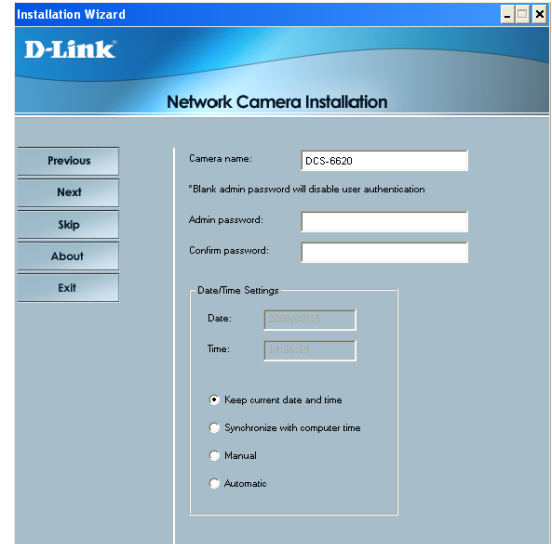 Installation Wizard
D-Link
Network Camera Installation
Previous
Next
Skip
About
Exit
Camera name: DCS-6620
*Blank admin password will disable user authentication
Admin password:
Confirm password:
Date/Time Settings
Date: 2005/03/15
Time: 14:36:19
Keep current date and time
Synchronize with computer time
Manual
Automatic